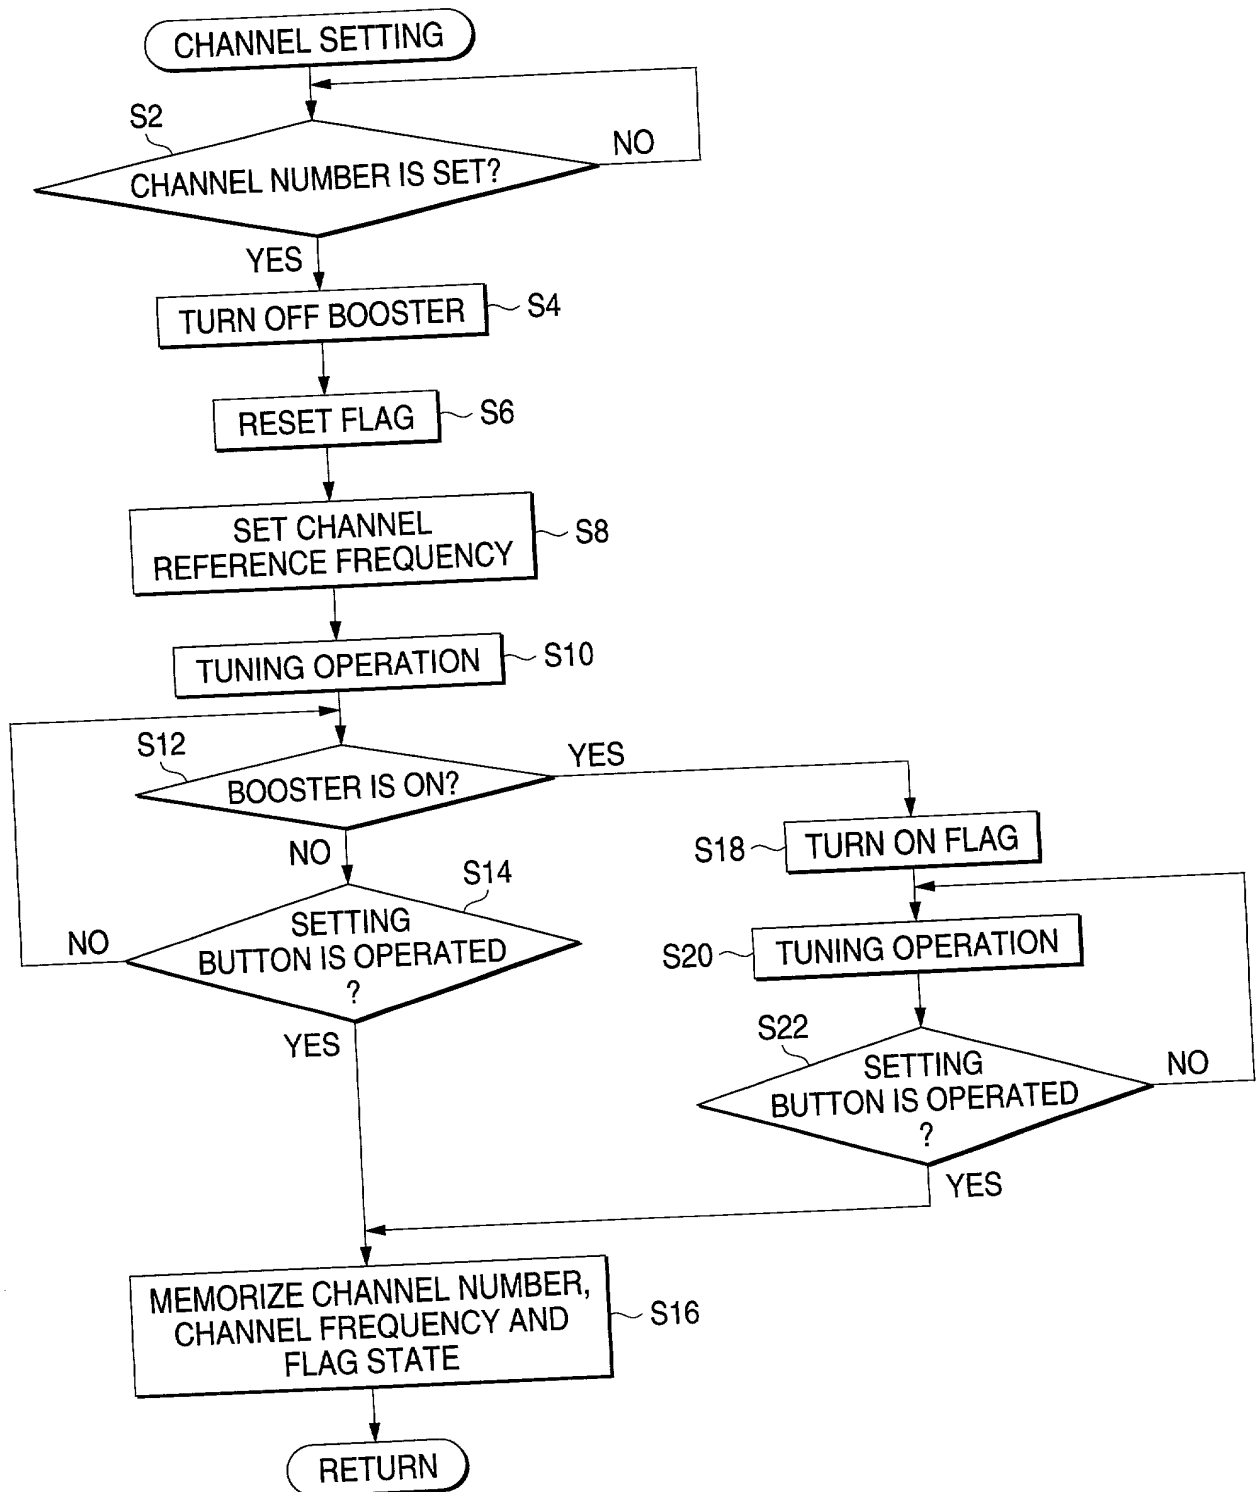 CHANNEL SETTING
S2
NO
CHANNEL NUMBER IS SET?
YES
TURN OFF BOOSTER
S4
RESET FLAG
S6
SET CHANNEL
REFERENCE FREQUENCY
S8
TUNING OPERATION
S10
S12
BOOSTER IS ON?
YES
NO
S18
TURN ON FLAG
S14
SETTING
BUTTON IS OPERATED
?
NO
YES
S20
TUNING OPERATION
S22
SETTING
BUTTON IS OPERATED
?
NO
YES
MEMORIZE CHANNEL NUMBER,
CHANNEL FREQUENCY AND
FLAG STATE
S16
RETURN